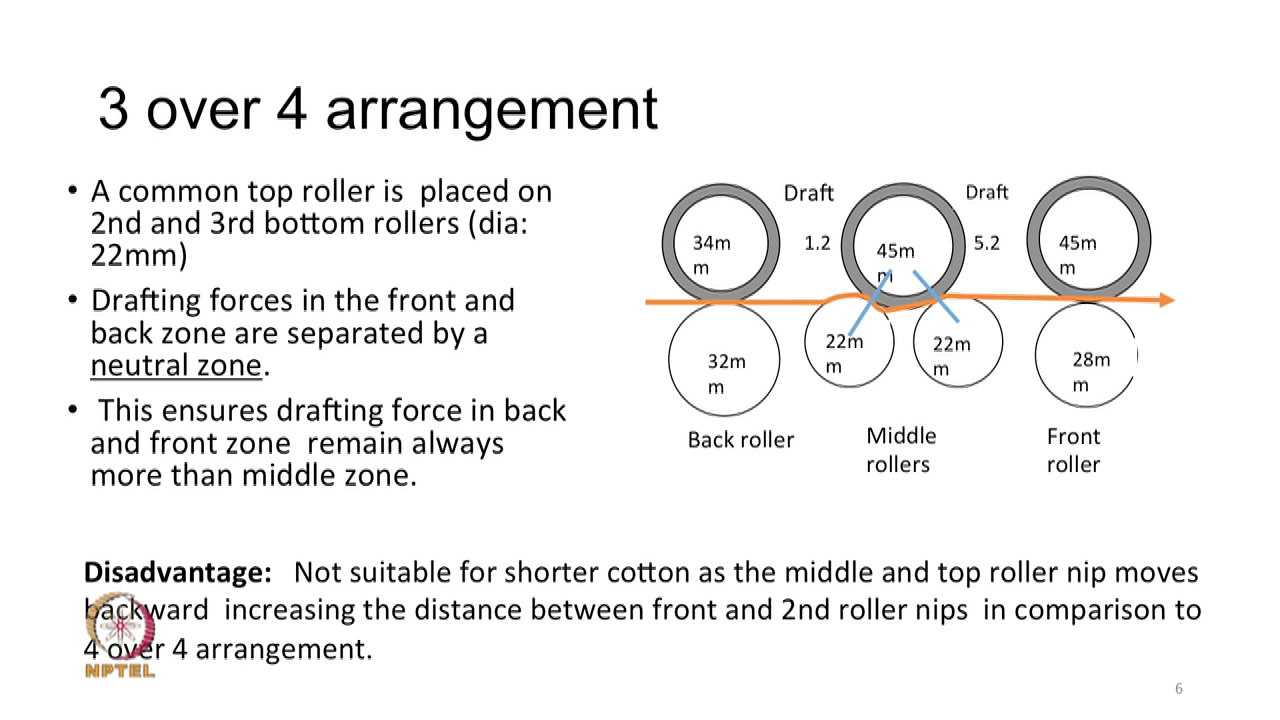 3 over 4 arrangement
• A common top roller is placed on
2nd and 3rd bottom rollers (dia:
22mm)
• Drafting forces in the front and
back zone are separated by a
neutral zone.
• This ensures drafting force in back
and front zone remain always
more than middle zone.
Draft
Draft
34m
m
1.2
45m
m
5.2
45m
m
32m
m
22m
m
22m
m
28m
m
Back roller
Middle
rollers
Front
roller
Disadvantage: Not suitable for shorter cotton as the middle and top roller nip moves
backward increasing the distance between front and 2nd roller nips in comparison to
4 over 4 arrangement.
NPTEL
6